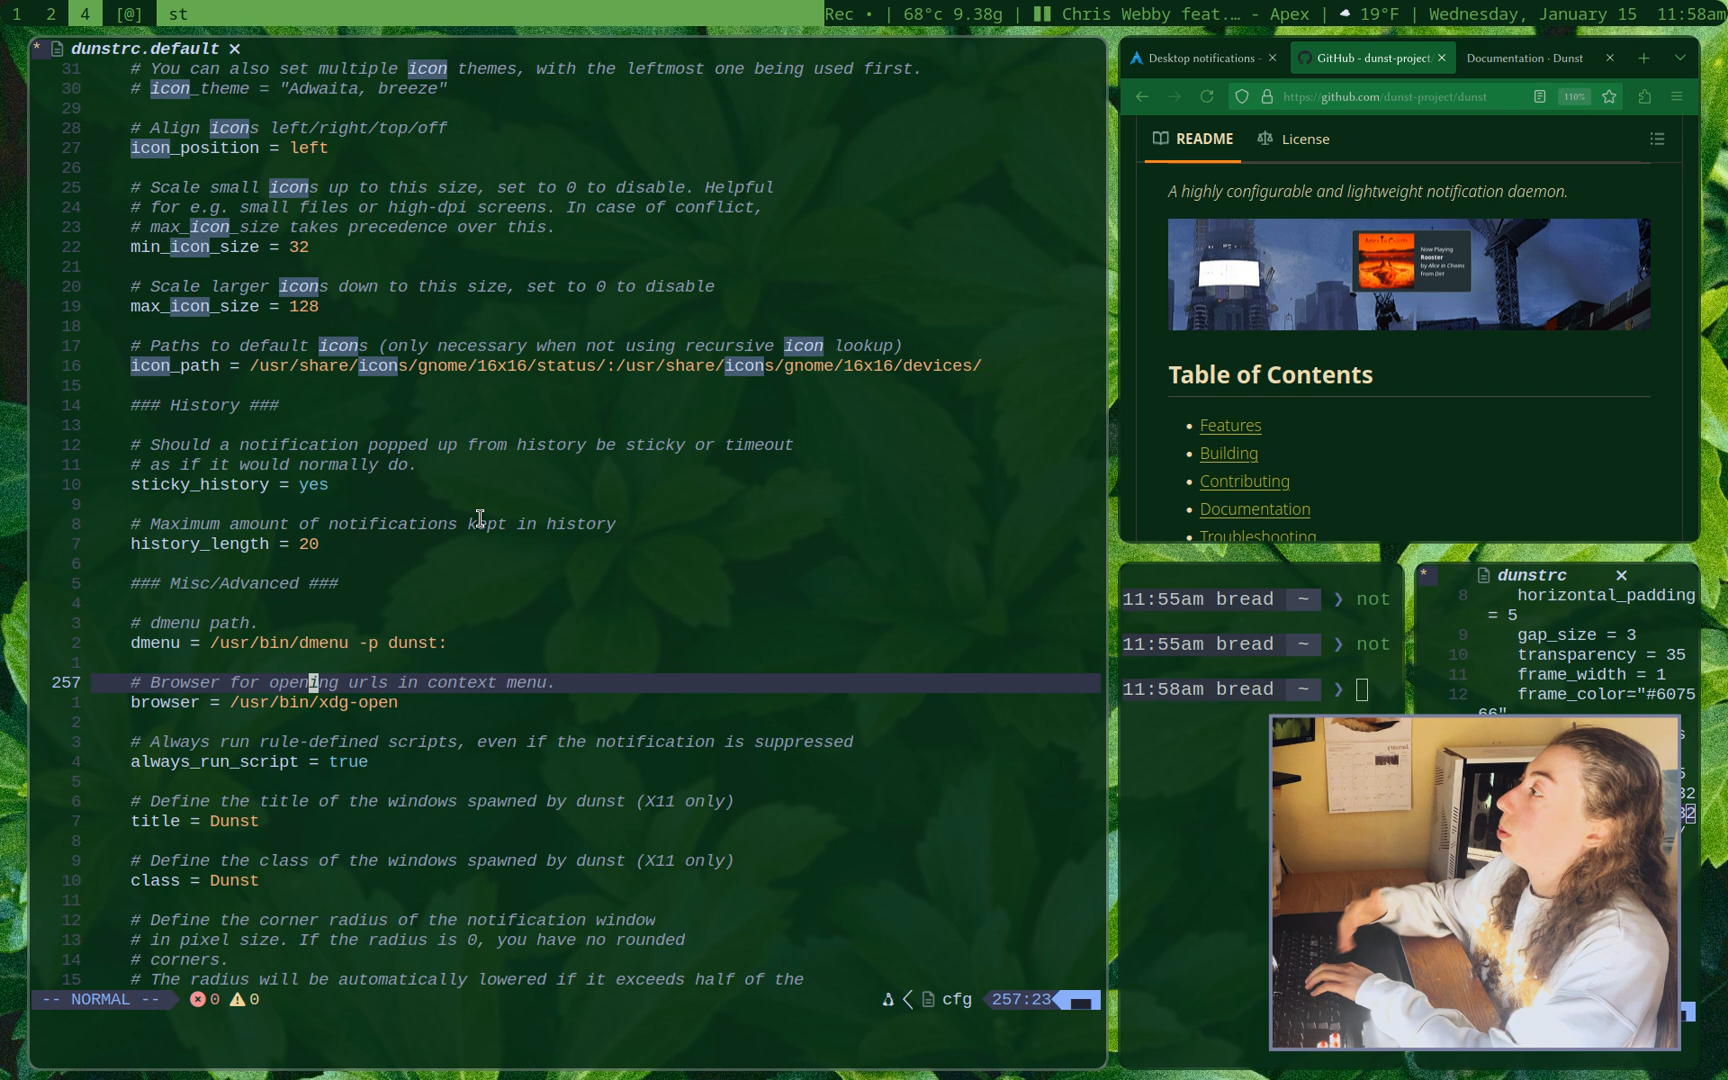 1 2 4 [@] st
Rec • | 68°c 9.38g | Chris Webby feat.… - Apex | 19°F | Wednesday, January 15 11:58am
* dunstrc.default ✕
31 # You can also set multiple icon themes, with the leftmost one being used first.
30 # icon_theme = "Adwaita, breeze"
29
28 # Align icons left/right/top/off
27 icon_position = left
26
25 # Scale small icons up to this size, set to 0 to disable. Helpful
24 # for e.g. small files or high-dpi screens. In case of conflict,
23 # max_icon_size takes precedence over this.
22 min_icon_size = 32
21
20 # Scale larger icons down to this size, set to 0 to disable
19 max_icon_size = 128
18
17 # Paths to default icons (only necessary when not using recursive icon lookup)
16 icon_path = /usr/share/icons/gnome/16x16/status/:/usr/share/icons/gnome/16x16/devices/
15
14 ### History ###
13
12 # Should a notification popped up from history be sticky or timeout
11 # as if it would normally do.
10 sticky_history = yes
9
8 # Maximum amount of notifications kept in history
7 history_length = 20
6
5 ### Misc/Advanced ###
4
3 # dmenu path.
2 dmenu = /usr/bin/dmenu -p dunst:
1
257 # Browser for opening urls in context menu.
1 browser = /usr/bin/xdg-open
2
3 # Always run rule-defined scripts, even if the notification is suppressed
4 always_run_script = true
5
6 # Define the title of the windows spawned by dunst (X11 only)
7 title = Dunst
8
9 # Define the class of the windows spawned by dunst (X11 only)
10 class = Dunst
11
12 # Define the corner radius of the notification window
13 # in pixel size. If the radius is 0, you have no rounded
14 # corners.
15 # The radius will be automatically lowered if it exceeds half of the
-- NORMAL -- 0 0 cfg 257:23
Desktop notifications - ✕ GitHub - dunst-project/ ✕ Documentation · Dunst ✕ +
https://github.com/dunst-project/dunst 110%
README License
A highly configurable and lightweight notification daemon.
Now Playing
Rooster
by Alice in Chains
from Dirt
Table of Contents
• Features
• Building
• Contributing
• Documentation
Troubleshooting
11:55am bread ~ ❯ not
11:55am bread ~ ❯ not
11:58am bread ~ ❯
* dunstrc ✕
8 horizontal_padding
= 5
9 gap_size = 3
10 transparency = 35
11 frame_width = 1
12 frame_color="#6075
66"